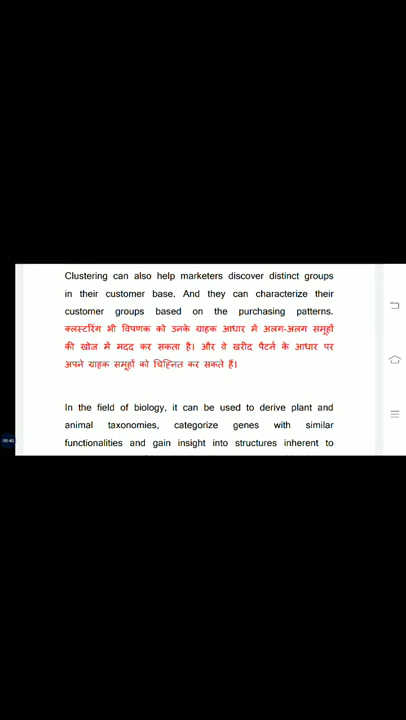 Clustering can also help marketers discover distinct groups
in their customer base. And they can characterize their
customer groups based on the purchasing patterns.
क्लस्टरिंग भी विपणक को उनके ग्राहक आधार में अलग-अलग समूहों
की खोज में मदद कर सकता है। और वे खरीद पैटर्न के आधार पर
अपने ग्राहक समूहों को चिह्नित कर सकते हैं।
In the field of biology, it can be used to derive plant and
animal taxonomies, categorize genes with similar
functionalities and gain insight into structures inherent to
05:40